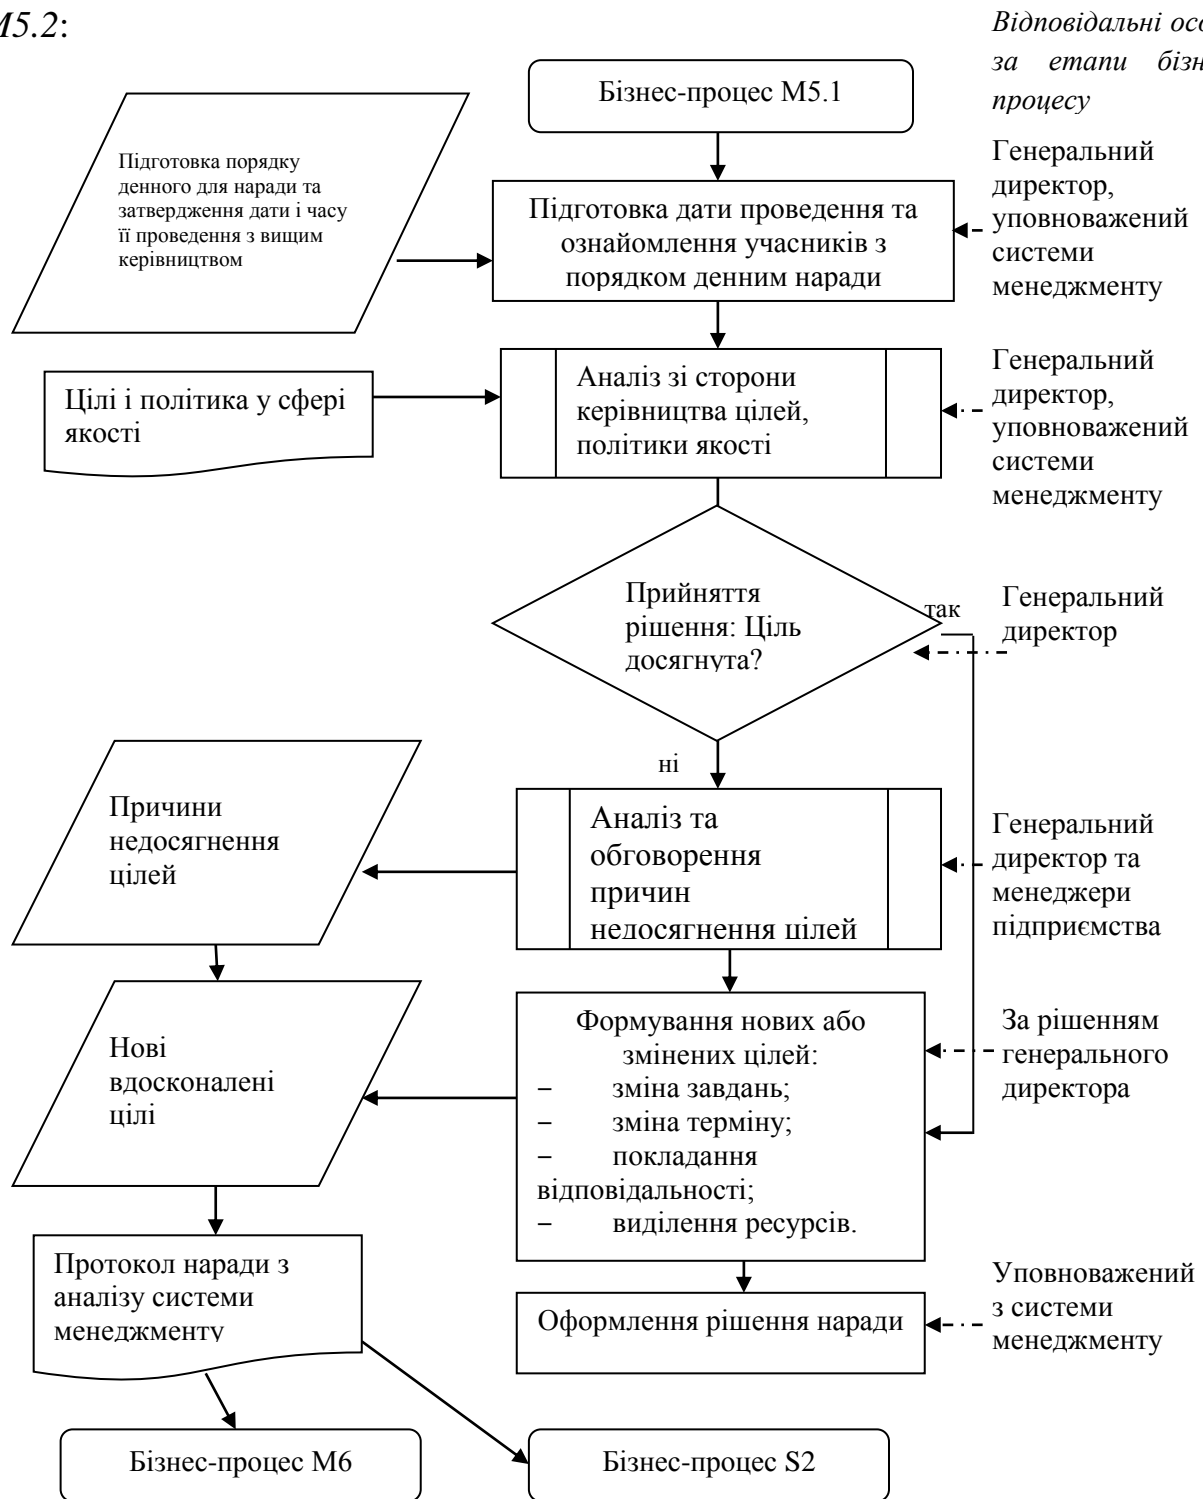 М5.2:
Відповідальні осо
за етапи бізн
процесу
Бізнес-процес М5.1
Підготовка порядку
денного для наради та
затвердження дати і часу
її проведення з вищим
керівництвом
Підготовка дати проведення та
ознайомлення учасників з
порядком денним наради
Генеральний
директор,
уповноважений
системи
менеджменту
Цілі і політика у сфері
якості
Аналіз зі сторони
керівництва цілей,
політики якості
Генеральний
директор,
уповноважений
системи
менеджменту
Прийняття
рішення: Ціль
досягнута?
так
Генеральний
директор
ні
Причини
недосягнення
цілей
Аналіз та
обговорення
причин
недосягнення цілей
Генеральний
директор та
менеджери
підприємства
Нові
вдосконалені
цілі
Формування нових або
змінених цілей:
– зміна завдань;
– зміна терміну;
– покладання
відповідальності;
– виділення ресурсів.
За рішенням
генерального
директора
Протокол наради з
аналізу системи
менеджменту
Оформлення рішення наради
Уповноважений
з системи
менеджменту
Бізнес-процес М6
Бізнес-процес S2